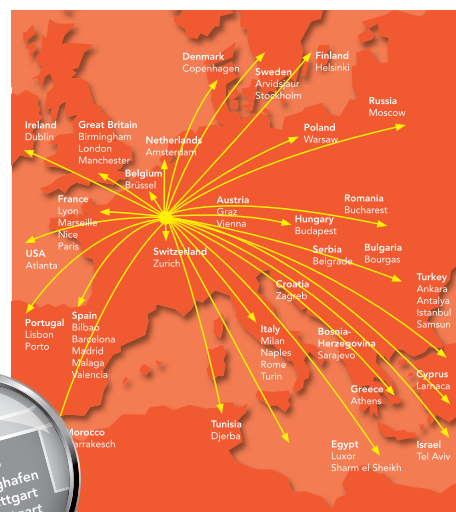 Denmark
Copenhagen
Sweden
Arvidsjaur
Stockholm
Finland
Helsinki
Russia
Moscow
Ireland
Dublin
Great Britain
Birmingham
London
Manchester
Netherlands
Amsterdam
Poland
Warsaw
Belgium
Brüssel
France
Lyon
Marseille
Nice
Paris
Austria
Graz
Vienna
Hungary
Budapest
Romania
Bucharest
USA
Atlanta
Switzerland
Zurich
Serbia
Belgrade
Bulgaria
Bourgas
Croatia
Zagreb
Turkey
Ankara
Antalya
Istanbul
Samsun
Portugal
Lisbon
Porto
Spain
Bilbao
Barcelona
Madrid
Malaga
Valencia
Italy
Milan
Naples
Rome
Turin
Bosnia-
Herzegovina
Sarajevo
Cyprus
Larnaca
Greece
Athens
Morocco
arrakesch
Tunisia
Djerba
Egypt
Luxor
Sharm el Sheikh
Israel
Tel Aviv
ghafen
ttgart